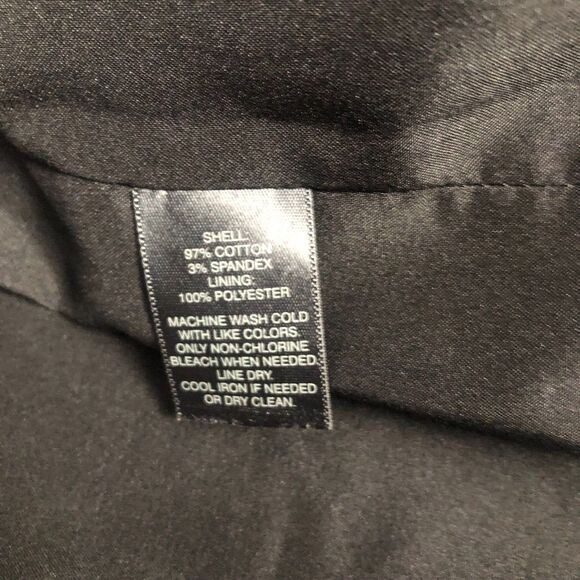 SHELL:
97% COTTON
3% SPANDEX
LINING:
100% POLYESTER
MACHINE WASH COLD
WITH LIKE COLORS.
ONLY NON-CHLORINE
BLEACH WHEN NEEDED.
LINE DRY.
COOL IRON IF NEEDED
OR DRY CLEAN.